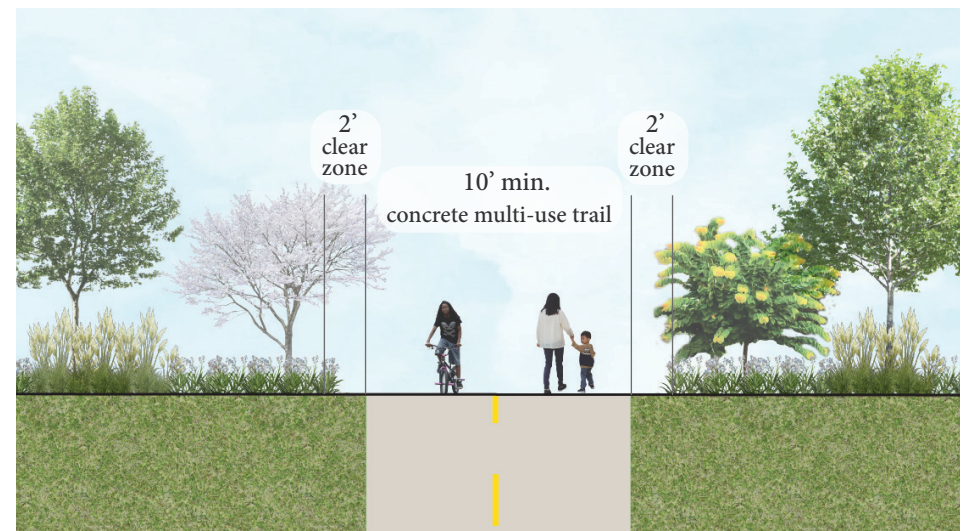 2’
clear
zone
10’ min.
concrete multi-use trail
2’
clear
zone